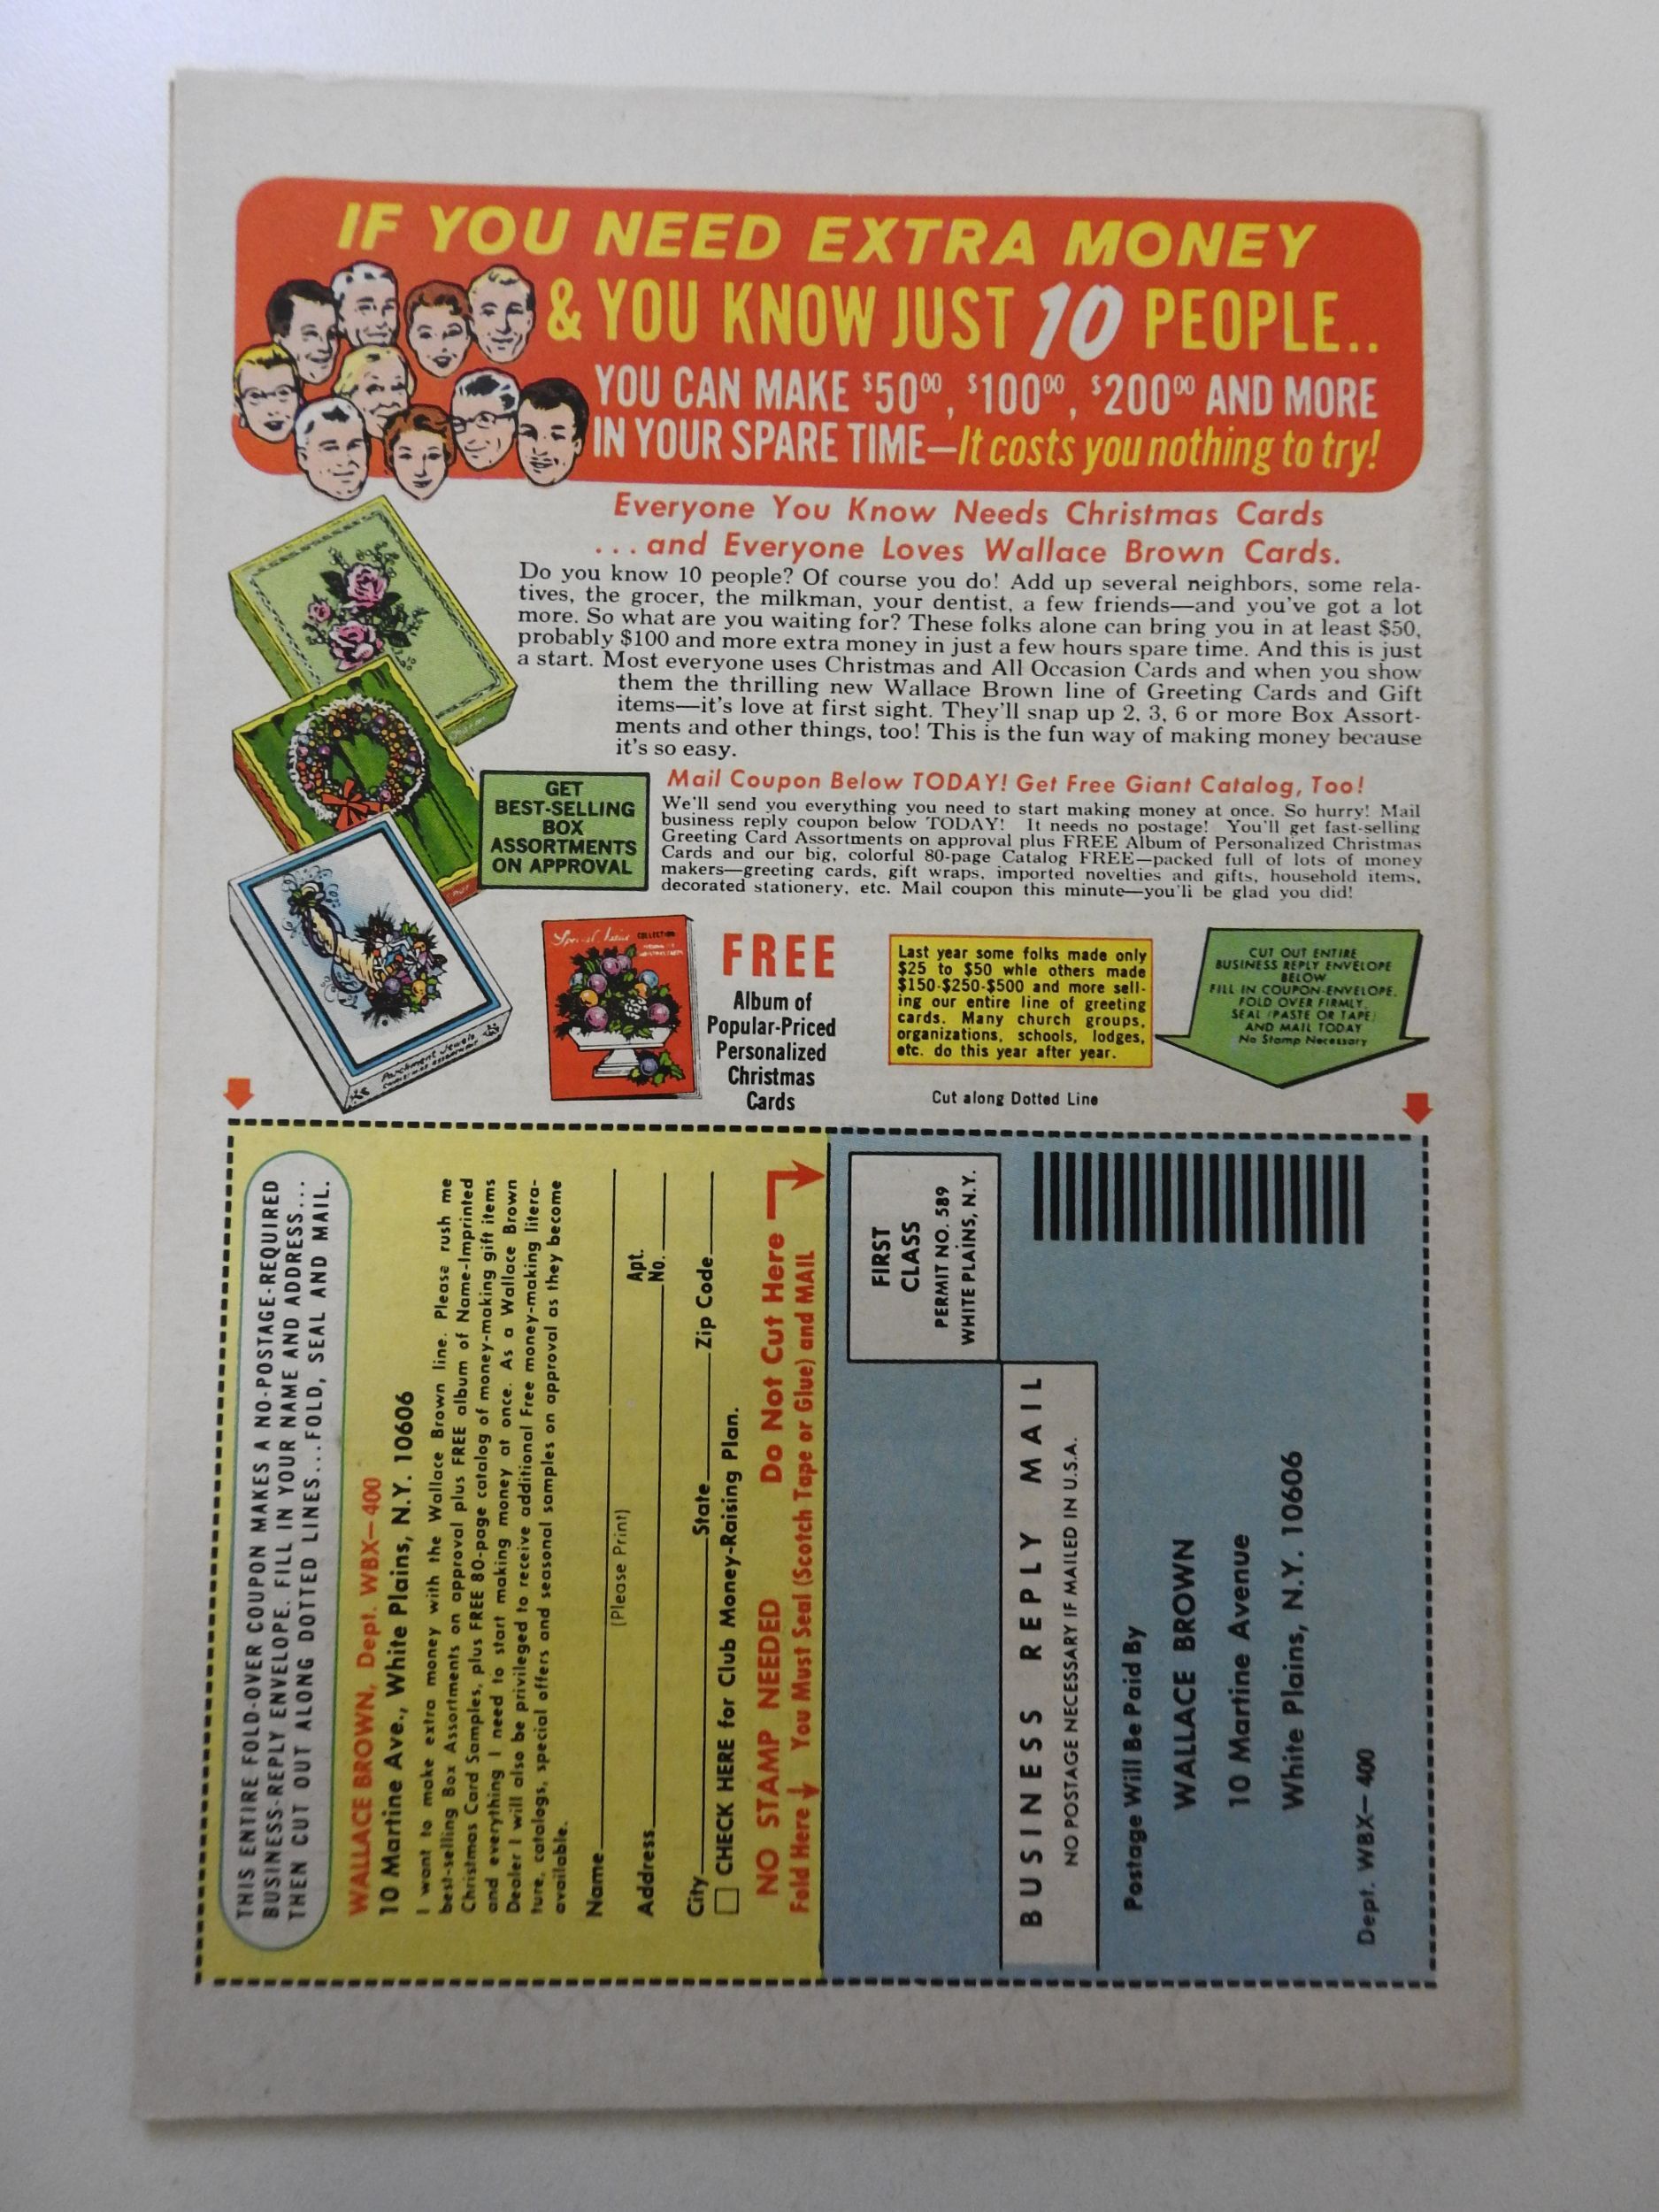 IF YOU NEED EXTRA MONEY
& YOU KNOW JUST 10 PEOPLE..
YOU CAN MAKE $50⁰⁰, $100⁰⁰, $200⁰⁰ AND MORE
IN YOUR SPARE TIME—It costs you nothing to try!
Everyone You Know Needs Christmas Cards
...and Everyone Loves Wallace Brown Cards.
Do you know 10 people? Of course you do! Add up several neighbors, some rela-
tives, the grocer, the milkman, your dentist, a few friends—and you've got a lot
more. So what are you waiting for? These folks alone can bring you in at least $50,
probably $100 and more extra money in just a few hours spare time. And this is just
a start. Most everyone uses Christmas and All Occasion Cards and when you show
them the thrilling new Wallace Brown line of Greeting Cards and Gift
items—it's love at first sight. They'll snap up 2, 3, 6 or more Box Assort-
ments and other things, too! This is the fun way of making money because
it's so easy.
GET
BEST-SELLING
BOX
ASSORTMENTS
ON APPROVAL
Mail Coupon Below TODAY! Get Free Giant Catalog, Too!
We'll send you everything you need to start making money at once. So hurry! Mail
business reply coupon below TODAY! It needs no postage! You'll get fast-selling
Greeting Card Assortments on approval plus FREE Album of Personalized Christmas
Cards and our big, colorful 80-page Catalog FREE—packed full of lots of money
makers—greeting cards, gift wraps, imported novelties and gifts, household items,
decorated stationery, etc. Mail coupon this minute—you'll be glad you did!
Parchment Jewels
COLLECTION
FREE
Album of
Popular-Priced
Personalized
Christmas
Cards
Last year some folks made only
$25 to $50 whle others made
$150-$250-$500 and more sell-
ing our entire line of greeting
cards. Many church groups,
organizations, schools, lodges,
etc. do this year after year.
Cut along Dotted Line
CUT OUT ENTIRE
BUSINESS REPLY ENVELOPE
BELOW
FILL IN COUPON-ENVELOPE.
FOLD OVER FIRMLY.
SEAL (PASTE OR TAPE)
AND MAIL TODAY
No Stamp Necessary
THIS ENTIRE FOLD-OVER COUPON MAKES A NO-POSTAGE-REQUIRED
BUSINESS-REPLY ENVELOPE. FILL IN YOUR NAME AND ADDRESS...
THEN CUT OUT ALONG DOTTED LINES...FOLD, SEAL AND MAIL.
WALLACE BROWN, Dept. WBX—400
10 Martine Ave., White Plains, N.Y. 10606
I want to make extra money with the Wallace Brown line. Please rush me
best-selling Box Assortments on approval plus FREE album of Name-Imprinted
Christmas Card Samples, plus FREE 80-page catalog of money-making gift items
and everything I need to start making money at once. As a Wallace Brown
Dealer I will also be privileged to receive additional Free money-making litera-
ture, catalogs, special offers and seasonal samples on approval as they become
available.
Name
(Please Print)
Address Apt. No.
City State Zip Code
CHECK HERE for Club Money-Raising Plan.
NO STAMP NEEDED Do Not Cut Here
Fold Here You Must Seal (Scotch Tape or Glue) and MAIL
FIRST
CLASS
PERMIT NO. 589
WHITE PLAINS, N.Y.
BUSINESS REPLY MAIL
NO POSTAGE NECESSARY IF MAILED IN U.S.A.
Postage Will Be Paid By
WALLACE BROWN
10 Martine Avenue
White Plains, N.Y. 10606
Dept. WBX—400